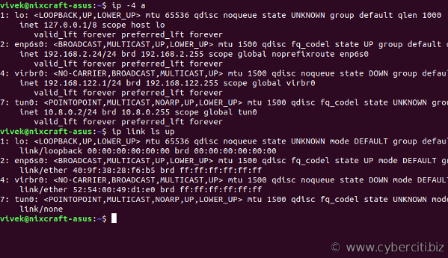 vivek@nixcraft-asus:~$ ip -4 a
1: lo: <LOOPBACK,UP,LOWER_UP> mtu 65536 qdisc noqueue state UNKNOWN group default qlen 1000
inet 127.0.0.1/8 scope host lo
valid_lft forever preferred_lft forever
2: enp6s0: <BROADCAST,MULTICAST,UP,LOWER_UP> mtu 1500 qdisc fq_codel state UP group default
inet 192.168.2.24/24 brd 192.168.2.255 scope global noprefixroute enp6s0
valid_lft forever preferred_lft forever
4: virbr0: <NO-CARRIER,BROADCAST,MULTICAST,UP> mtu 1500 qdisc noqueue state DOWN group defaul
inet 192.168.122.1/24 brd 192.168.122.255 scope global virbr0
valid_lft forever preferred_lft forever
7: tun0: <POINTOPOINT,MULTICAST,NOARP,UP,LOWER_UP> mtu 1500 qdisc fq_codel state UNKNOWN grou
inet 10.8.0.2/24 brd 10.8.0.255 scope global tun0
valid_lft forever preferred_lft forever
vivek@nixcraft-asus:~$ ip link ls up
1: lo: <LOOPBACK,UP,LOWER_UP> mtu 65536 qdisc noqueue state UNKNOWN mode DEFAULT group defaul
link/loopback 00:00:00:00:00:00 brd 00:00:00:00:00:00
2: enp6s0: <BROADCAST,MULTICAST,UP,LOWER_UP> mtu 1500 qdisc fq_codel state UP mode DEFAULT gr
link/ether 40:9f:38:28:f6:b5 brd ff:ff:ff:ff:ff:ff
4: virbr0: <NO-CARRIER,BROADCAST,MULTICAST,UP> mtu 1500 qdisc noqueue state DOWN mode DEFAULT
link/ether 52:54:00:49:d1:e0 brd ff:ff:ff:ff:ff:ff
7: tun0: <POINTOPOINT,MULTICAST,NOARP,UP,LOWER_UP> mtu 1500 qdisc fq_codel state UNKNOWN mode
link/none
vivek@nixcraft-asus:~$
© www.cyberciti.biz